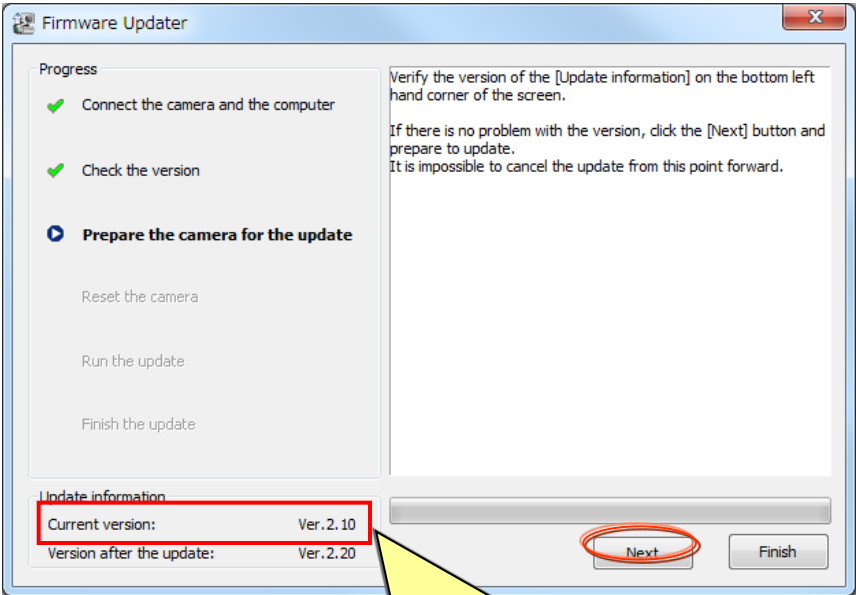 Firmware Updater
Progress
Connect the camera and the computer
Check the version
Prepare the camera for the update
Reset the camera
Run the update
Finish the update
Verify the version of the [Update information] on the bottom left
hand corner of the screen.
If there is no problem with the version, click the [Next] button and
prepare to update.
It is impossible to cancel the update from this point forward.
Update information
Current version: Ver.2.10
Version after the update: Ver.2.20
Next
Finish